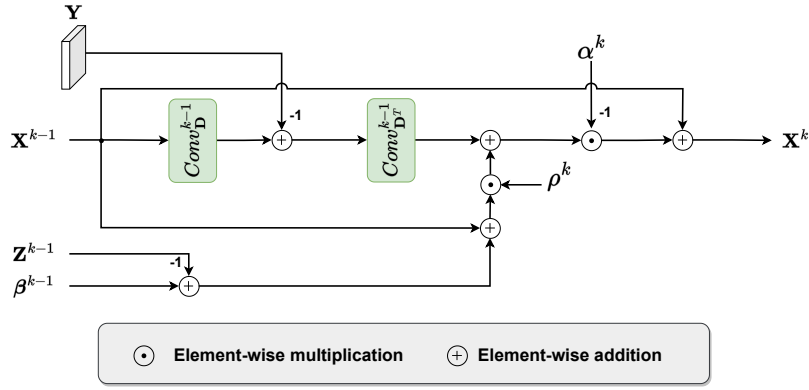 Y
α^k
-1
-1
X^{k-1}
Conv_D^{k-1}
Conv_{D^T}^{k-1}
X^k
ρ^k
Z^{k-1}
-1
β^{k-1}
Element-wise multiplication
Element-wise addition